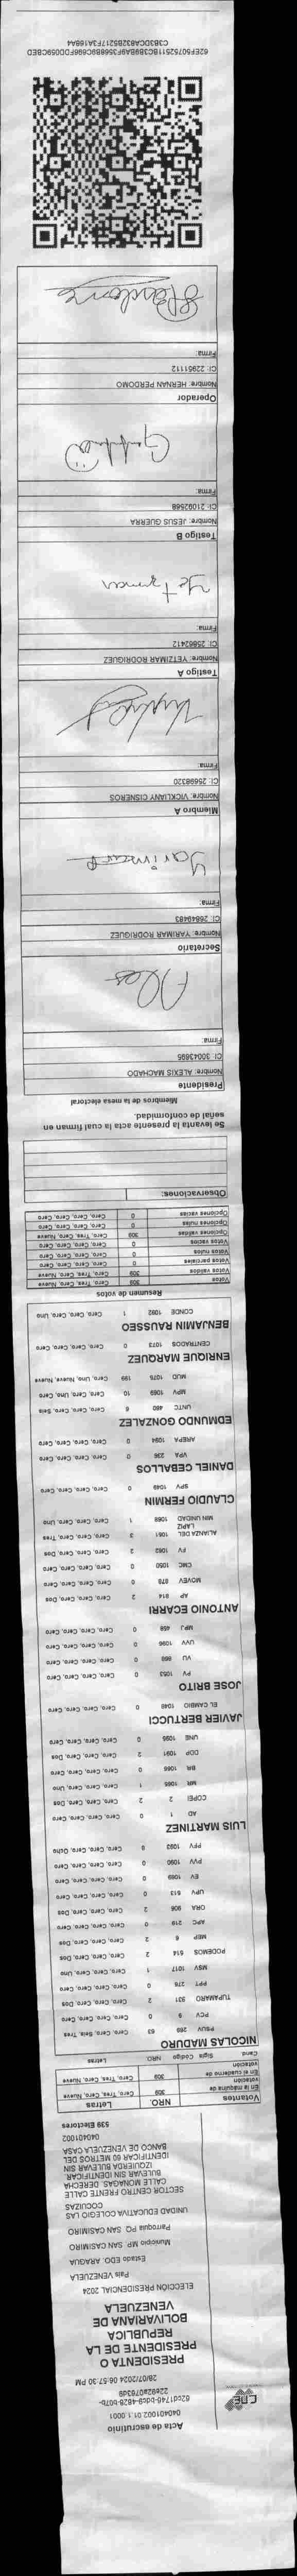 Acta de escrutinio
040401002.01.1.0001
28/07/2024 06:57:30 PM
CNE
PRESIDENTA O
PRESIDENTE DE LA
REPUBLICA
BOLIVARIANA DE
VENEZUELA
ELECCIÓN PRESIDENCIAL 2024
País VENEZUELA
Estado EDO. ARAGUA
Municipio MP. SAN CASIMIRO
Parroquia PQ. SAN CASIMIRO
UNIDAD EDUCATIVA COLEGIO LAS
COCUIZAS
SECTOR CENTRO FRENTE CALLE
CALLE MONAGAS. DERECHA
BULEVAR SIN IDENTIFICAR.
IZQUIERDA BULEVAR SIN
IDENTIFICAR 60 METROS DEL
BANCO DE VENEZUELA CASA
040401002
539 Electores
Votantes NRO. Letras
En la máquina de votación 309 Cero, Tres, Cero, Nueve
En el cuaderno de votación 309 Cero, Tres, Cero, Nueve
Cand Sigla Código NRO. Letras
NICOLAS MADURO
PSUV 269 63 Cero, Cero, Seis, Tres
PCV 9 0 Cero, Cero, Cero, Cero
TUPAMARO 931 2 Cero, Cero, Cero, Dos
PPT 276 0 Cero, Cero, Cero, Cero
MSV 1017 1 Cero, Cero, Cero, Uno
PODEMOS 514 2 Cero, Cero, Cero, Dos
MEP 6 2 Cero, Cero, Cero, Dos
APC 219 0 Cero, Cero, Cero, Cero
ORA 906 2 Cero, Cero, Cero, Dos
UPV 513 0 Cero, Cero, Cero, Cero
EV 1089 0 Cero, Cero, Cero, Cero
PVV 1090 0 Cero, Cero, Cero, Cero
PFV 1093 8 Cero, Cero, Cero, Ocho
LUIS MARTINEZ
AD 1 0 Cero, Cero, Cero, Cero
COPEI 2 2 Cero, Cero, Cero, Dos
MR 1065 1 Cero, Cero, Cero, Uno
BR 1066 0 Cero, Cero, Cero, Cero
DDP 1091 2 Cero, Cero, Cero, Dos
UNE 1095 0 Cero, Cero, Cero, Cero
JAVIER BERTUCCI
EL CAMBIO 1048 0 Cero, Cero, Cero, Cero
JOSE BRITO
PV 1053 0 Cero, Cero, Cero, Cero
VU 989 0 Cero, Cero, Cero, Cero
UVV 1096 0 Cero, Cero, Cero, Cero
MPJ 458 0 Cero, Cero, Cero, Cero
ANTONIO ECARRI
AP 814 2 Cero, Cero, Cero, Dos
MOVEV 878 0 Cero, Cero, Cero, Cero
CMC 1050 0 Cero, Cero, Cero, Cero
FV 1062 2 Cero, Cero, Cero, Dos
ALIANZA DEL LAPIZ 1061 3 Cero, Cero, Cero, Tres
MIN UNIDAD 1068 1 Cero, Cero, Cero, Uno
CLAUDIO FERMIN
SPV 1049 0 Cero, Cero, Cero, Cero
DANIEL CEBALLOS
VPA 236 0 Cero, Cero, Cero, Cero
AREPA 1094 0 Cero, Cero, Cero, Cero
EDMUNDO GONZALEZ
UNTC 460 6 Cero, Cero, Cero, Seis
MPV 1069 10 Cero, Cero, Uno, Cero
MUD 1075 199 Cero, Uno, Nueve, Nueve
ENRIQUE MARQUEZ
CENTRADOS 1073 0 Cero, Cero, Cero, Cero
BENJAMIN RAUSSEO
CONDE 1082 1 Cero, Cero, Cero, Uno
Resumen de votos
Votos 309 Cero, Tres, Cero, Nueve
Votos válidos 309 Cero, Tres, Cero, Nueve
Votos parciales 0 Cero, Cero, Cero, Cero
Votos nulos 0 Cero, Cero, Cero, Cero
Votos vacíos 0 Cero, Cero, Cero, Cero
Opciones válidas 309 Cero, Tres, Cero, Nueve
Opciones nulas 0 Cero, Cero, Cero, Cero
Opciones vacías 0 Cero, Cero, Cero, Cero
Observaciones:
Se levanta la presente acta la cual firman en
señal de conformidad.
Miembros de la mesa electoral
Presidente
Nombre: ALEXIS MACHADO
CI: 30043695
Firma:
Secretario
Nombre: YARIMAR RODRIGUEZ
CI: 26849483
Firma:
Yarimar R
Miembro A
Nombre: VICKLIANY CISNEROS
CI: 25698320
Firma:
Testigo A
Nombre: YETZIMAR RODRIGUEZ
CI: 25862412
Firma:
Testigo B
Nombre: JESUS GUERRA
CI: 21092568
Firma:
Operador
Nombre: HERNAN PERDOMO
CI: 22951112
Firma: